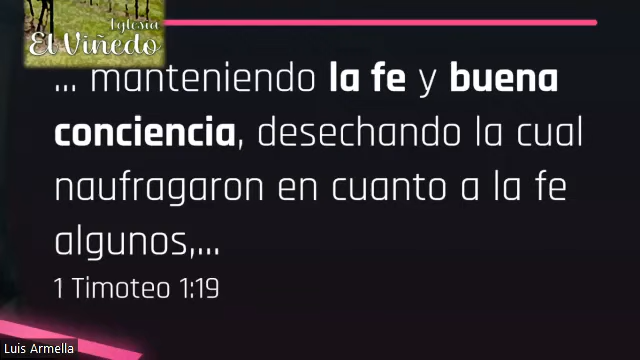 Iglesia
El Viñedo
... manteniendo la fe y buena
conciencia, desechando la cual
naufragaron en cuanto a la fe
algunos,...
1 Timoteo 1:19
Luis Armella